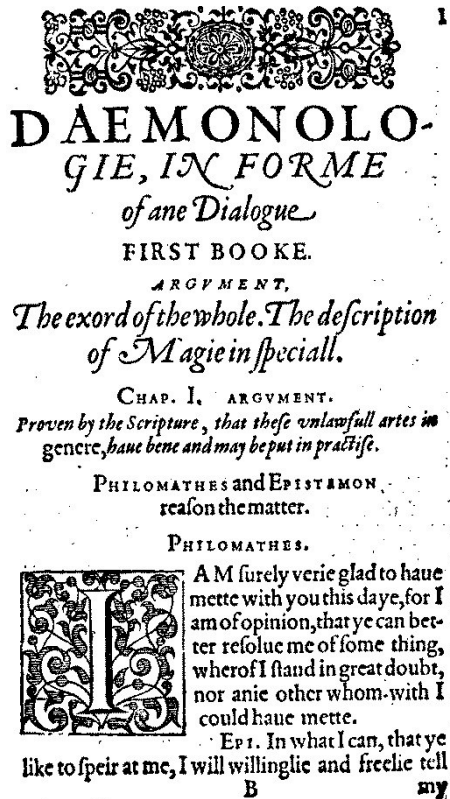 1
DAEMONOLO-
GIE, IN FORME
of ane Dialogue
FIRST BOOKE.
ARGVMENT,
The exord of the whole. The deſcription
of Magie in ſpeciall.
CHAP. I. ARGVMENT.
Proven by the Scripture, that theſe vnlawfull artes in
genere, haue bene and may be put in practiſe.
PHILOMATHES and EPISTEMON
reaſon the matter.
PHILOMATHES.
I AM ſurely verie glad to haue
mette with you this daye, for I
am of opinion, that ye can bet-
ter reſolue me of ſome thing,
wherof I ſtand in great doubt,
nor anie other whom-with I
could haue mette.
EPI. In what I can, that ye
like to ſpeir at me, I will willinglie and freelie tell
B my